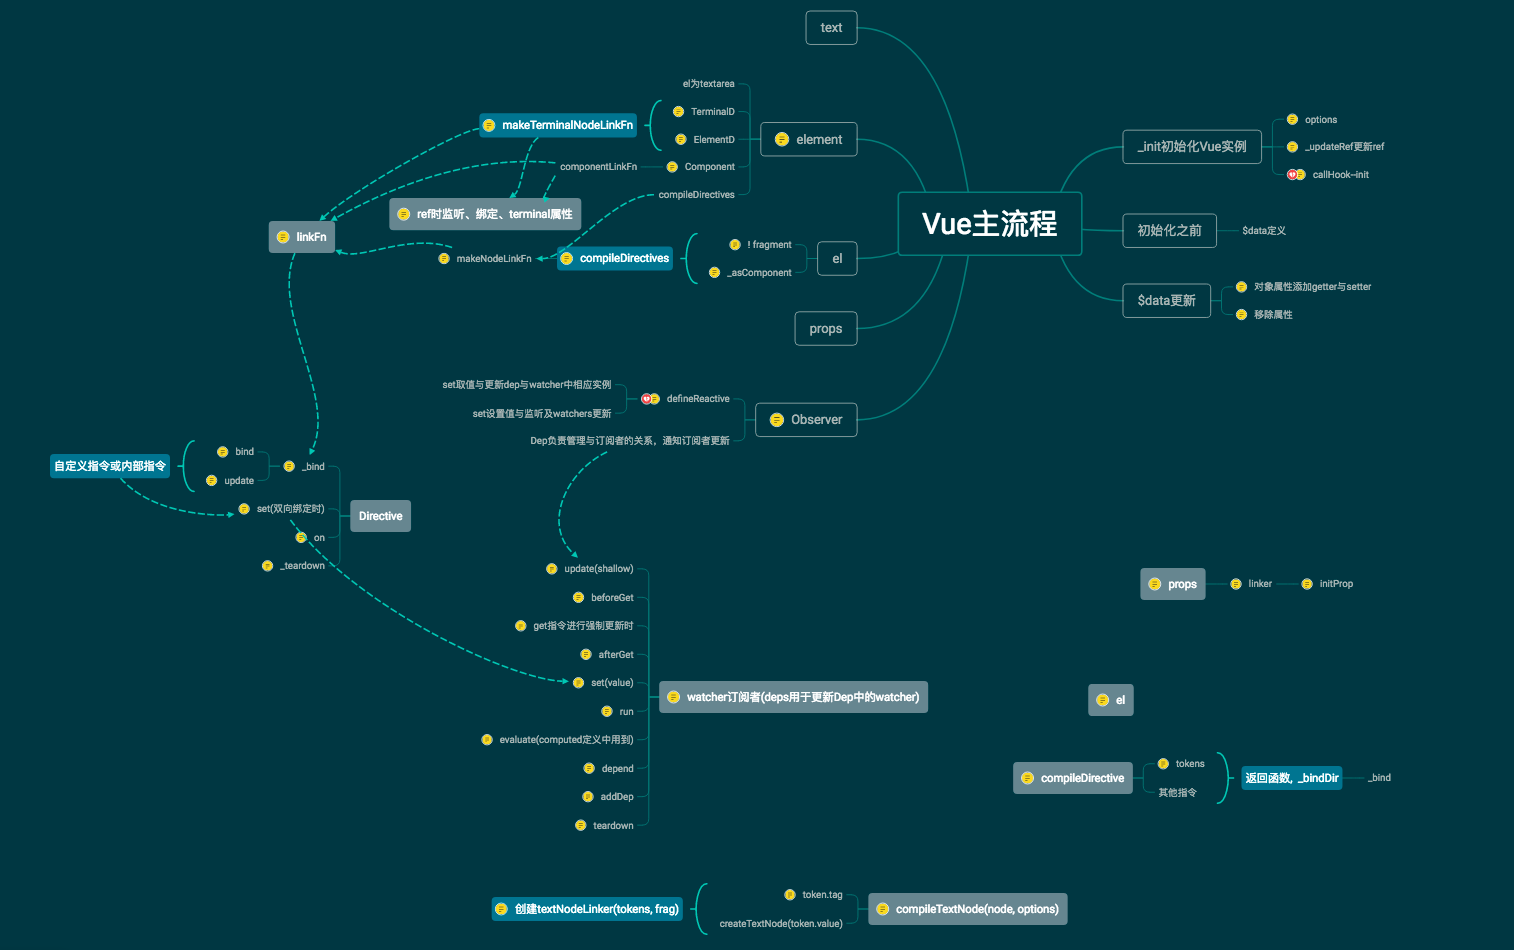 text
el为textarea
TerminalD
makeTerminalNodeLinkFn
ElementD
element
componentLinkFn
Component
compileDirectives
ref时监听、绑定、terminal属性
linkFn
makeNodeLinkFn
compileDirectives
! fragment
_asComponent
el
props
Vue主流程
_init初始化Vue实例
options
_updateRef更新ref
callHook—init
初始化之前
$data定义
$data更新
对象属性添加getter与setter
移除属性
set取值与更新dep与watcher中相应实例
defineReactive
set设置值与监听及watchers更新
Observer
Dep负责管理与订阅者的关系，通知订阅者更新
自定义指令或内部指令
bind
update
_bind
set(双向绑定时)
on
_teardown
Directive
update(shallow)
beforeGet
get指令进行强制更新时
afterGet
set(value)
run
evaluate(computed定义中用到)
depend
addDep
teardown
watcher订阅者(deps用于更新Dep中的watcher)
props
linker
initProp
el
compileDirective
tokens
其他指令
返回函数, _bindDir
_bind
创建textNodeLinker(tokens, frag)
token.tag
createTextNode(token.value)
compileTextNode(node, options)